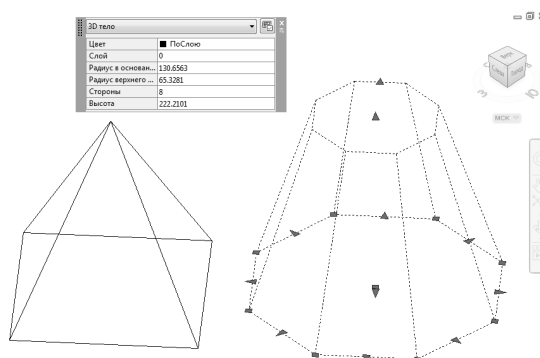 3D тело
Цвет ПоСлою
Слой 0
Радиус в основан... 130.6563
Радиус верхнего ... 65.3281
Стороны 8
Высота 222.2101
МСК